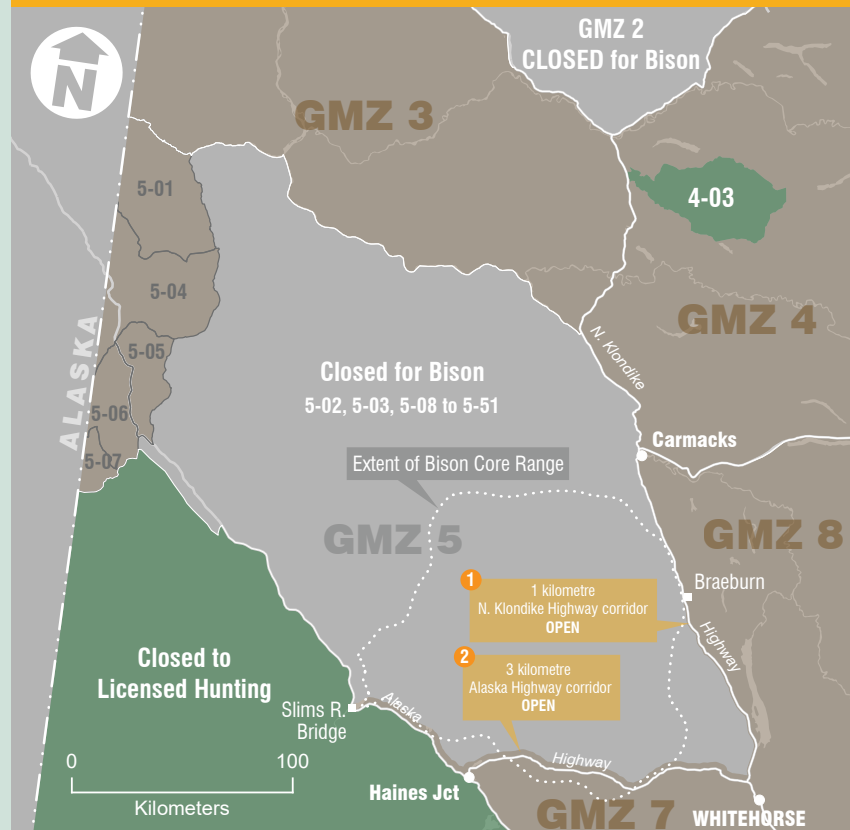 N
GMZ 2
CLOSED for Bison
GMZ 3
5-01
4-03
5-04
GMZ 4
ALASKA
5-05
N. Klondike
Closed for Bison
5-02, 5-03, 5-08 to 5-51
5-06
Carmacks
5-07
Extent of Bison Core Range
GMZ 5
GMZ 8
1
1 kilometre
N. Klondike Highway corridor
OPEN
Braeburn
Highway
2
3 kilometre
Alaska Highway corridor
OPEN
Closed to
Licensed Hunting
Slims R.
Bridge
Alaska
Highway
0
100
Kilometers
Haines Jct
GMZ 7
WHITEHORSE